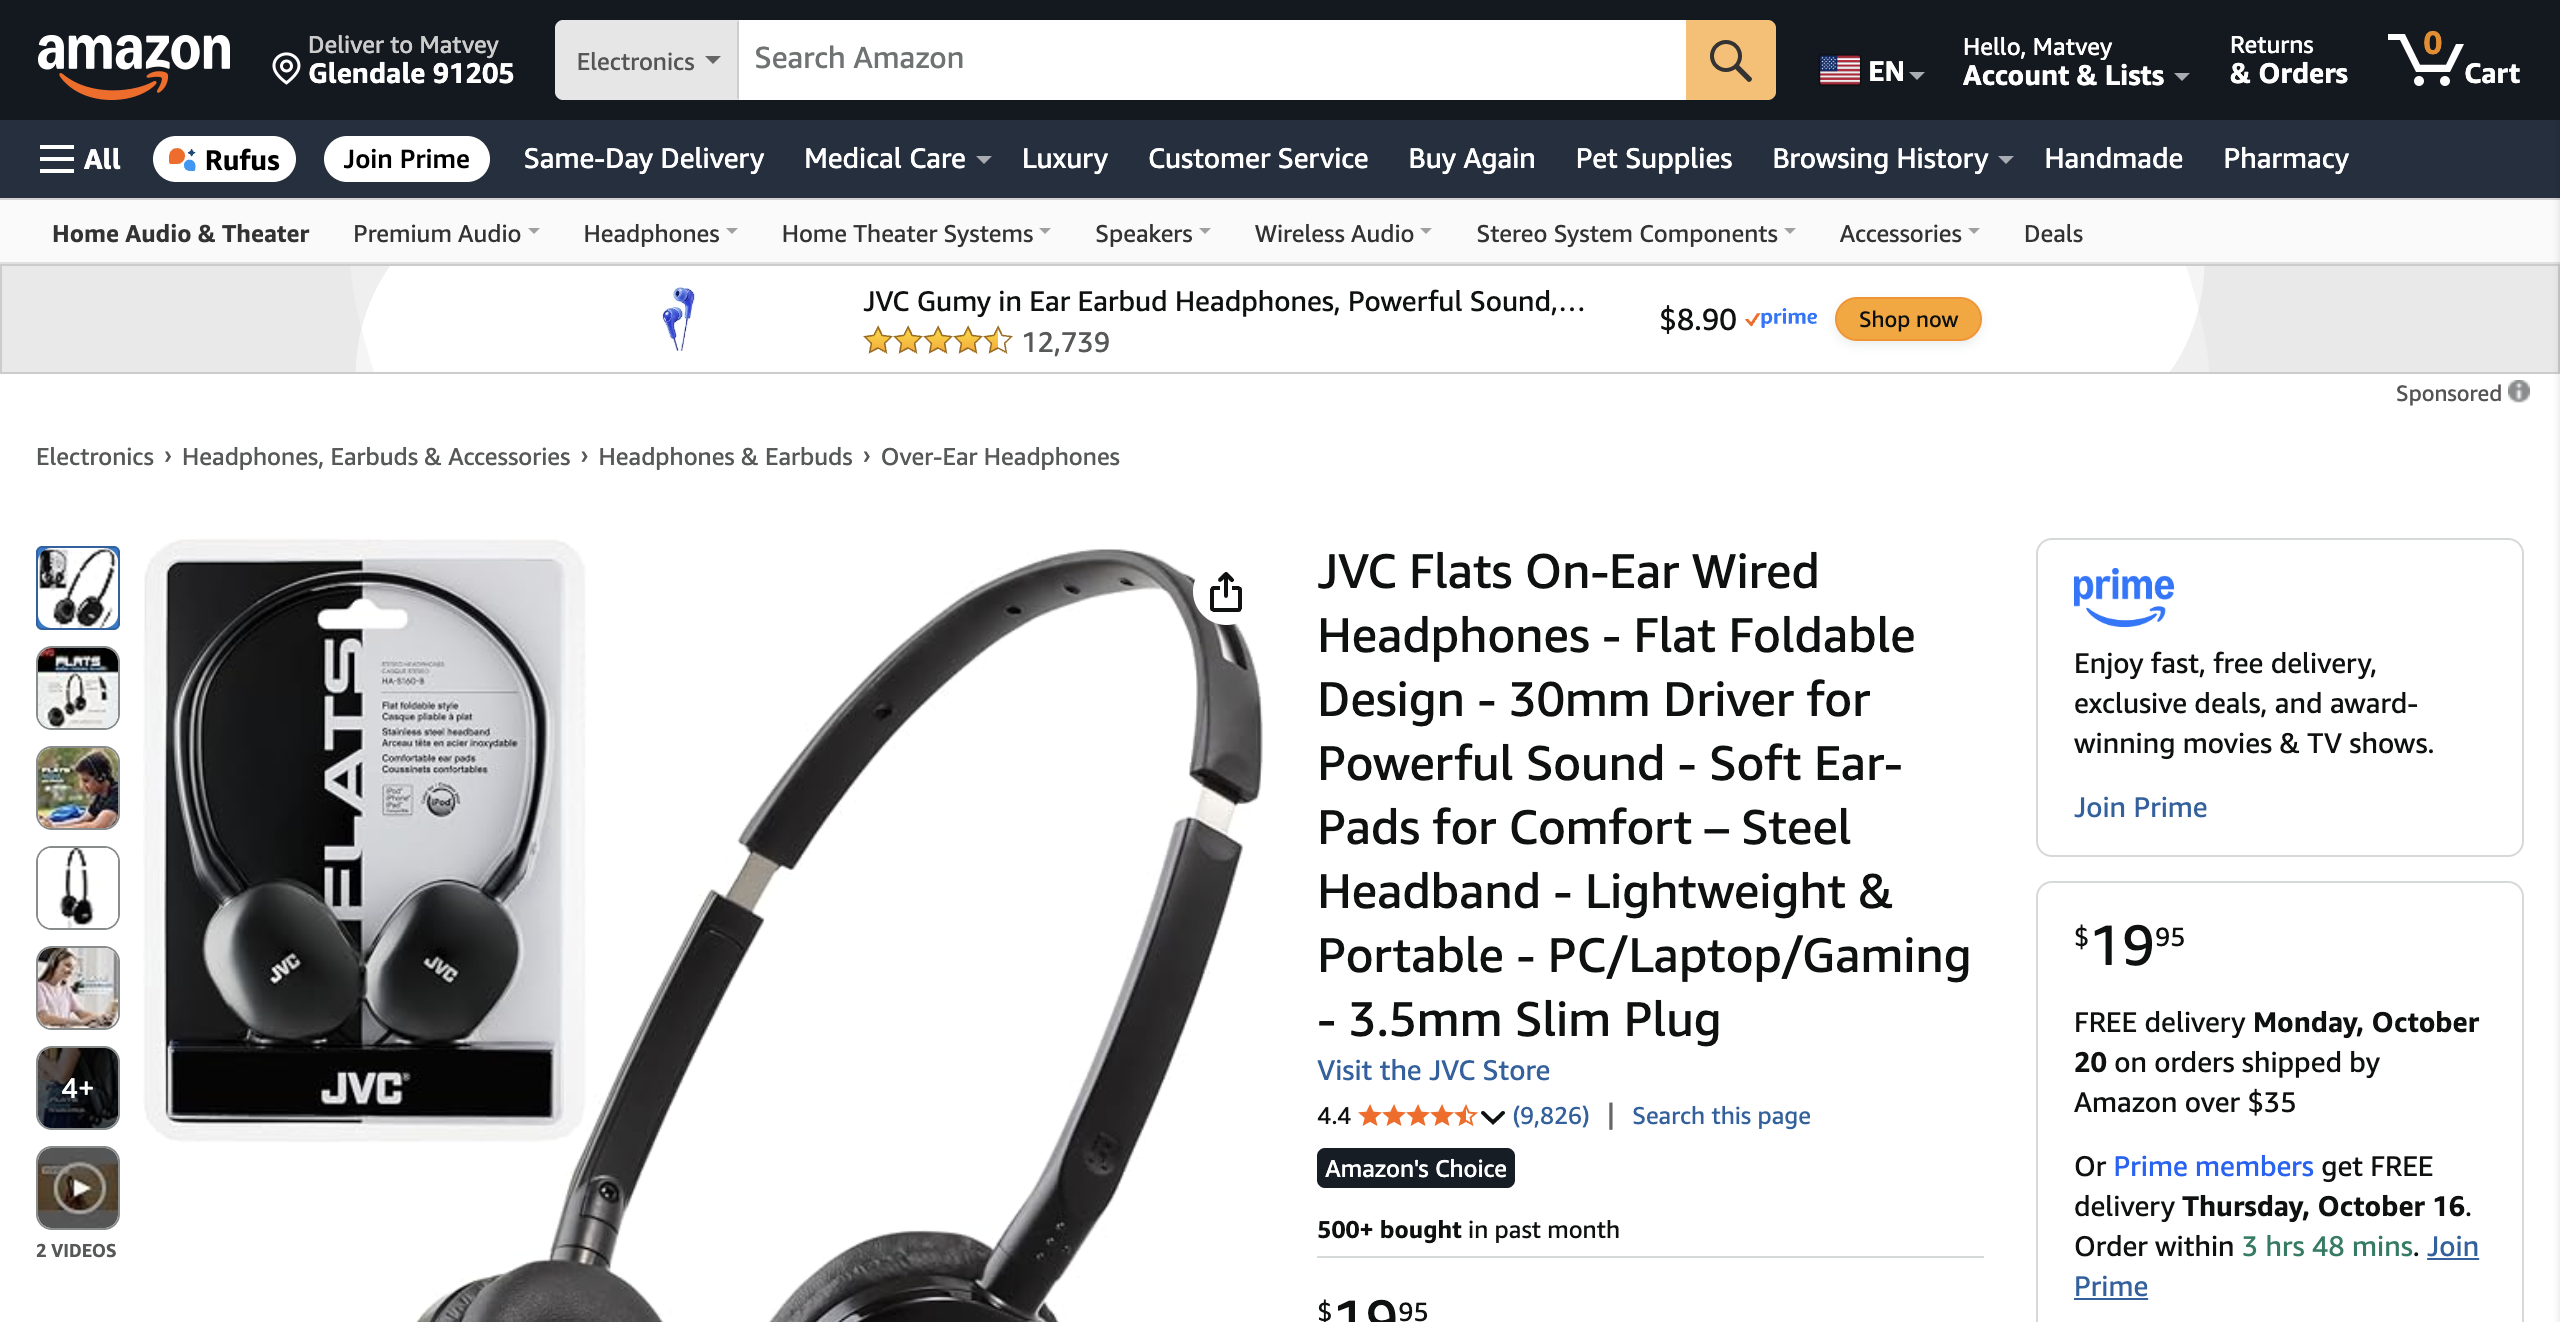 amazon
Deliver to Matvey
Glendale 91205
Electronics
Search Amazon
EN
Hello, Matvey
Account & Lists
Returns
& Orders
0
Cart
All
Rufus
Join Prime
Same-Day Delivery
Medical Care
Luxury
Customer Service
Buy Again
Pet Supplies
Browsing History
Handmade
Pharmacy
Home Audio & Theater
Premium Audio
Headphones
Home Theater Systems
Speakers
Wireless Audio
Stereo System Components
Accessories
Deals
JVC Gumy in Ear Earbud Headphones, Powerful Sound,...
12,739
$8.90 prime
Shop now
Sponsored
Electronics › Headphones, Earbuds & Accessories › Headphones & Earbuds › Over-Ear Headphones
FLATS
4+
2 VIDEOS
FLATS
STEREO HEADPHONES
CASQUE STEREO
HA-S160-B
Flat foldable style
Casque pliable à plat
Stainless steel headband
Arceau tête en acier inoxydable
Comfortable ear pads
Coussinets confortables
iPod
JVC
JVC
JVC
JVC Flats On-Ear Wired
Headphones - Flat Foldable
Design - 30mm Driver for
Powerful Sound - Soft Ear-
Pads for Comfort – Steel
Headband - Lightweight &
Portable - PC/Laptop/Gaming
- 3.5mm Slim Plug
Visit the JVC Store
4.4 (9,826) | Search this page
Amazon's Choice
500+ bought in past month
$19.95
prime
Enjoy fast, free delivery,
exclusive deals, and award-
winning movies & TV shows.
Join Prime
$19 95
FREE delivery Monday, October
20 on orders shipped by
Amazon over $35
Or Prime members get FREE
delivery Thursday, October 16.
Order within 3 hrs 48 mins. Join
Prime